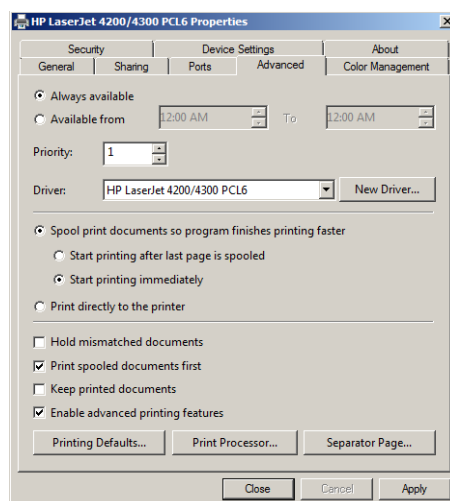 HP LaserJet 4200/4300 PCL6 Properties
Security Device Settings About
General Sharing Ports Advanced Color Management
Always available
Available from 12:00 AM To 12:00 AM
Priority: 1
Driver: HP LaserJet 4200/4300 PCL6 New Driver...
Spool print documents so program finishes printing faster
Start printing after last page is spooled
Start printing immediately
Print directly to the printer
Hold mismatched documents
Print spooled documents first
Keep printed documents
Enable advanced printing features
Printing Defaults... Print Processor... Separator Page...
Close Cancel Apply